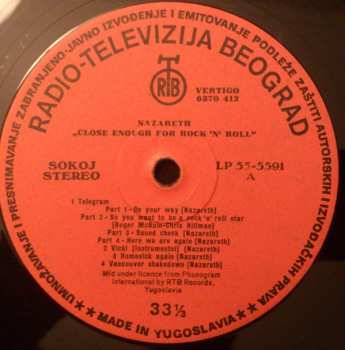 UMNOŽAVANJE I PRESNIMAVANJE ZABRANJENO-JAVNO IZVOĐENJE I EMITOVANJE PODLEŽE ZAŠTITI AUTORSKIH I IZVOĐAČKIH PRAVA
RADIO-TELEVIZIJA BEOGRAD
RTB
VERTIGO
6370 412
NAZARETH
„CLOSE ENOUGH FOR ROCK 'N' ROLL"
SOKOJ
STEREO
LP 55-5591
A
1 Telegram
Part 1-On your way [Nazareth]
Part 2-So you want to be a rock 'n' roll star
[Roger McGuin-Chris Hillman]
Part 3-Sound check [Nazareth]
Part 4-Here we are again [Nazareth]
2 Vicki [instrumental] [Nazareth]
3 Homesick again [Nazareth]
4 Vancouver shakedown [Nazareth]
Mfd under licence from Phonogram
International by RTB Records,
Yugoslavia
33⅓
★ MADE IN YUGOSLAVIA ★